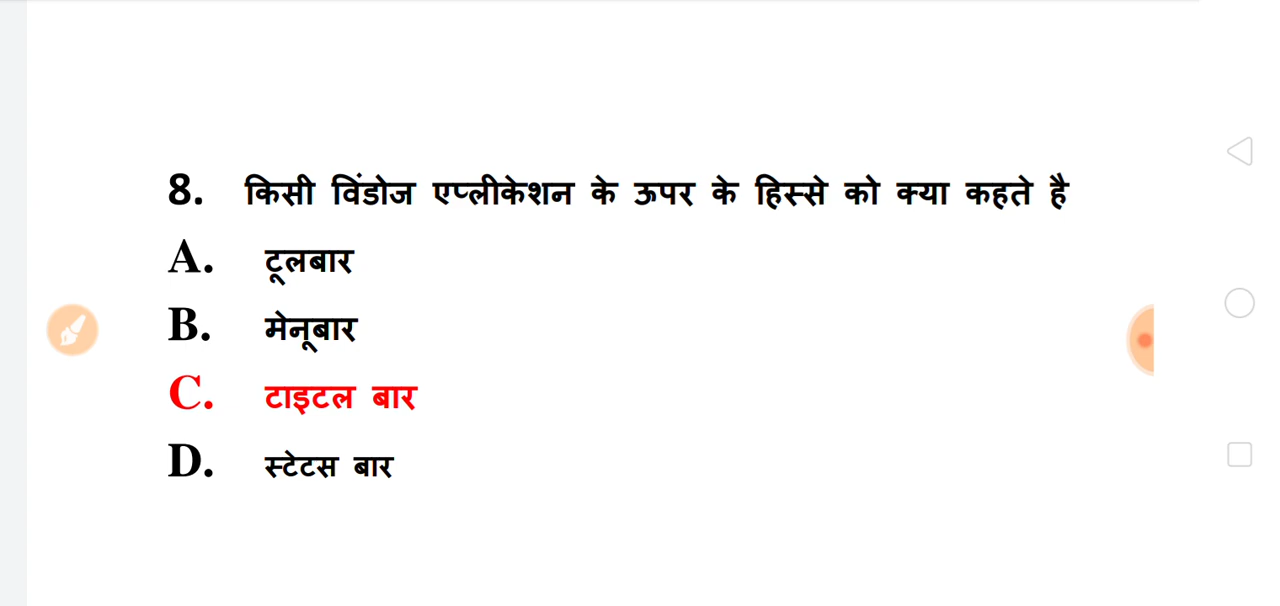 8. किसी विंडोज एप्लीकेशन के ऊपर के हिस्से को क्या कहते है
A. टूलबार
B. मेनूबार
C. टाइटल बार
D. स्टेटस बार